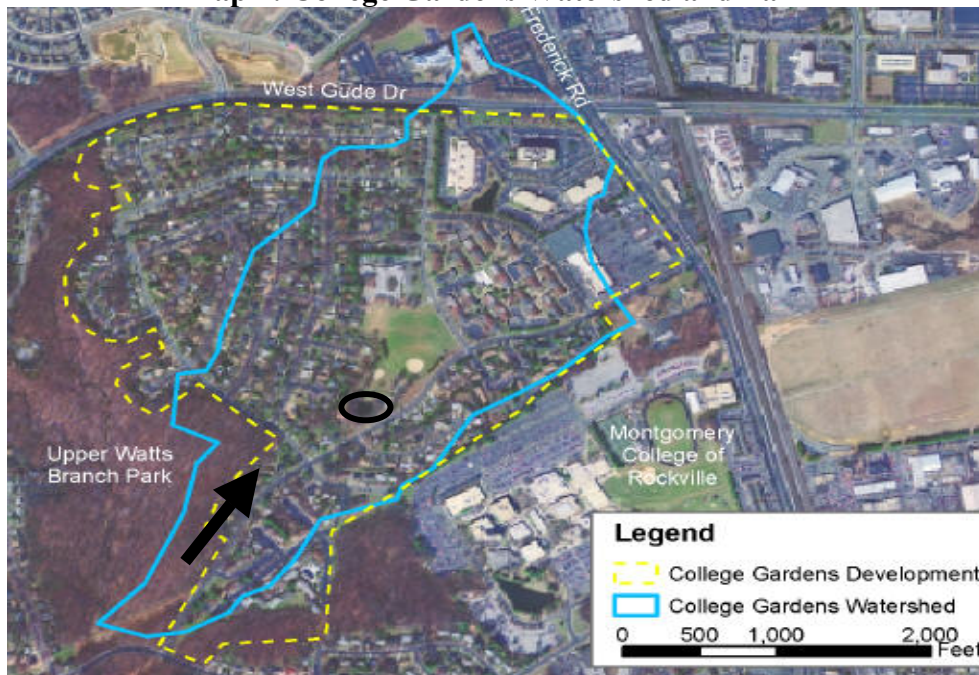 West Gude Dr
Frederick Rd
Upper Watts
Branch Park
Montgomery
College of
Rockville
Legend
College Gardens Development
College Gardens Watershed
0 500 1,000 2,000
Feet